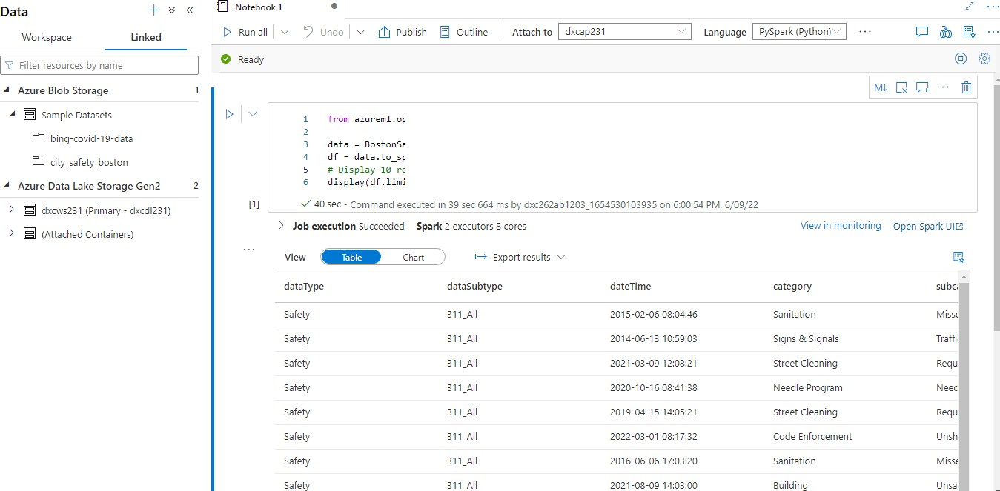 Data
Workspace
Linked
Filter resources by name
Azure Blob Storage 1
Sample Datasets
bing-covid-19-data
city_safety_boston
Azure Data Lake Storage Gen2 2
dxcws231 (Primary - dxcdl231)
(Attached Containers)
Notebook 1
Run all Undo Publish Outline Attach to dxcap231 Language PySpark (Python)
Ready
M↓
1 from azureml.op
2
3 data = BostonSa
4 df = data.to_sp
5 # Display 10 ro
6 display(df.limi
[1] 40 sec - Command executed in 39 sec 664 ms by dxc262ab1203_1654530103935 on 6:00:54 PM, 6/09/22
Job execution Succeeded Spark 2 executors 8 cores View in monitoring Open Spark UI
View Table Chart Export results
dataType dataSubtype dateTime category subca
Safety 311_All 2015-02-06 08:04:46 Sanitation Misse
Safety 311_All 2014-06-13 10:59:03 Signs & Signals Traffi
Safety 311_All 2021-03-09 12:08:21 Street Cleaning Requ
Safety 311_All 2020-10-16 08:41:38 Needle Program Need
Safety 311_All 2019-04-15 14:05:21 Street Cleaning Requ
Safety 311_All 2022-03-01 08:17:32 Code Enforcement Unsh
Safety 311_All 2016-06-06 17:03:20 Sanitation Misse
Safety 311_All 2021-08-09 14:03:00 Building Unsa